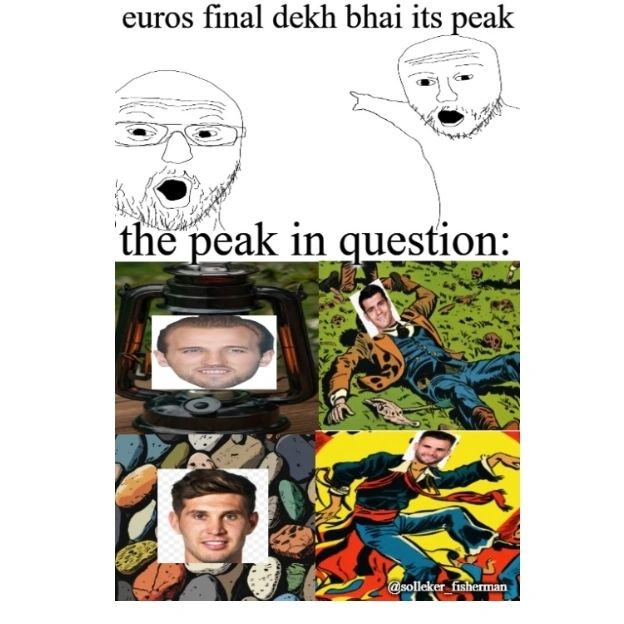 euros final dekh bhai its peak
the peak in question:
@solleker_fisherman